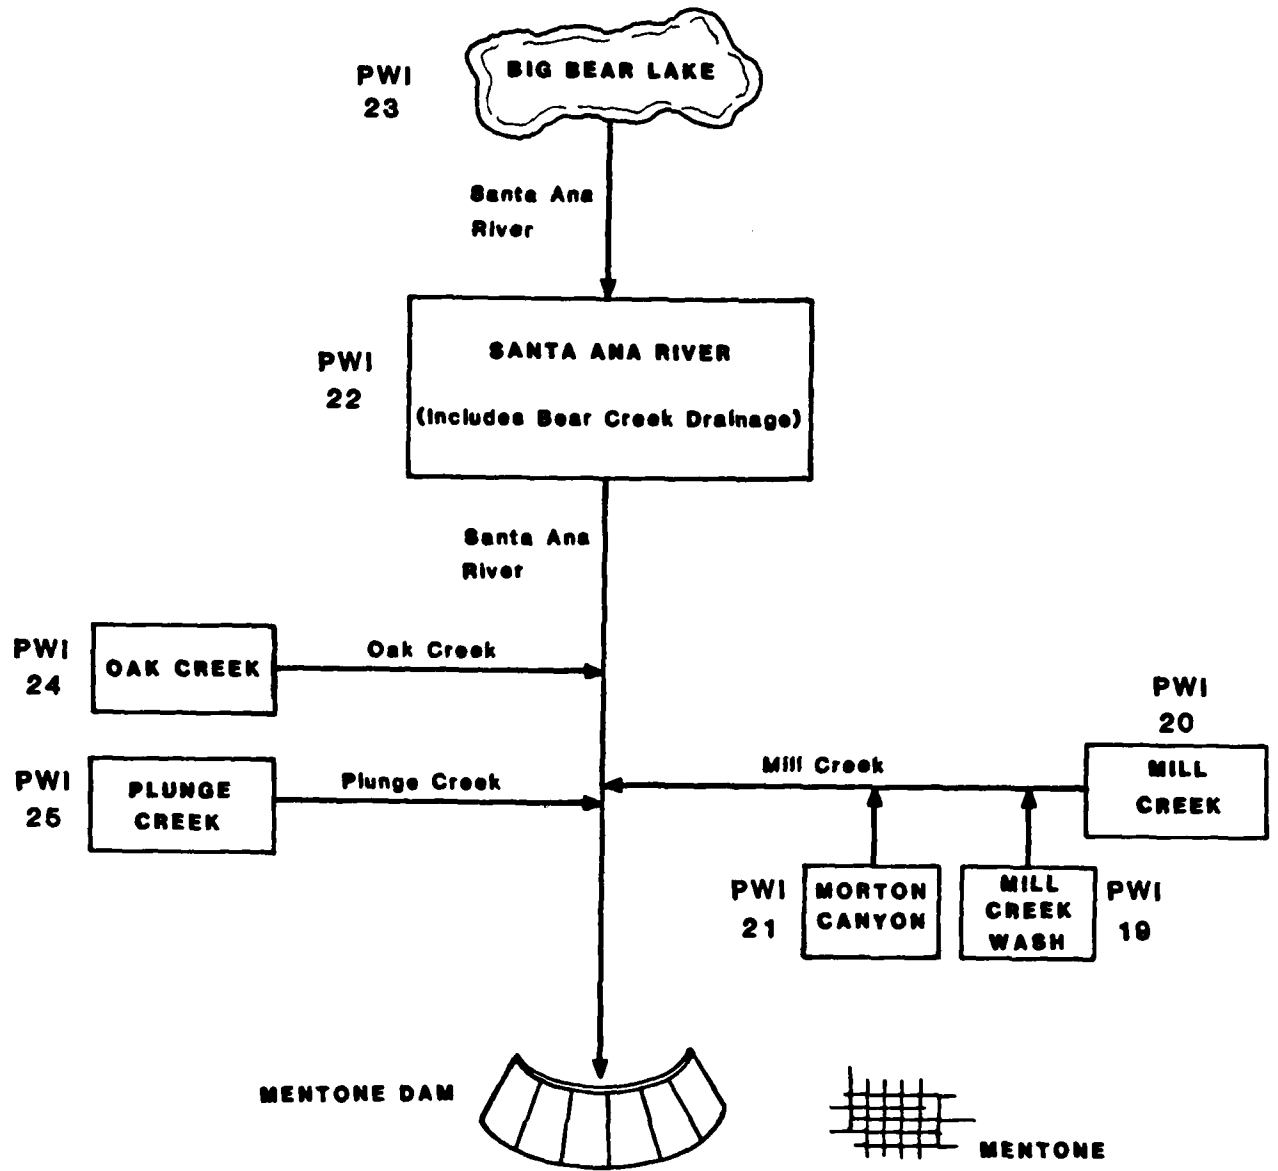 PWI
23
BIG BEAR LAKE
Santa Ana
River
PWI
22
SANTA ANA RIVER
(Includes Bear Creek Drainage)
Santa Ana
River
PWI
24
OAK CREEK
Oak Creek
PWI
25
PLUNGE
CREEK
Plunge Creek
Mill Creek
PWI
20
MILL
CREEK
PWI
21
MORTON
CANYON
MILL
CREEK
WASH
PWI
19
MENTONE DAM
MENTONE